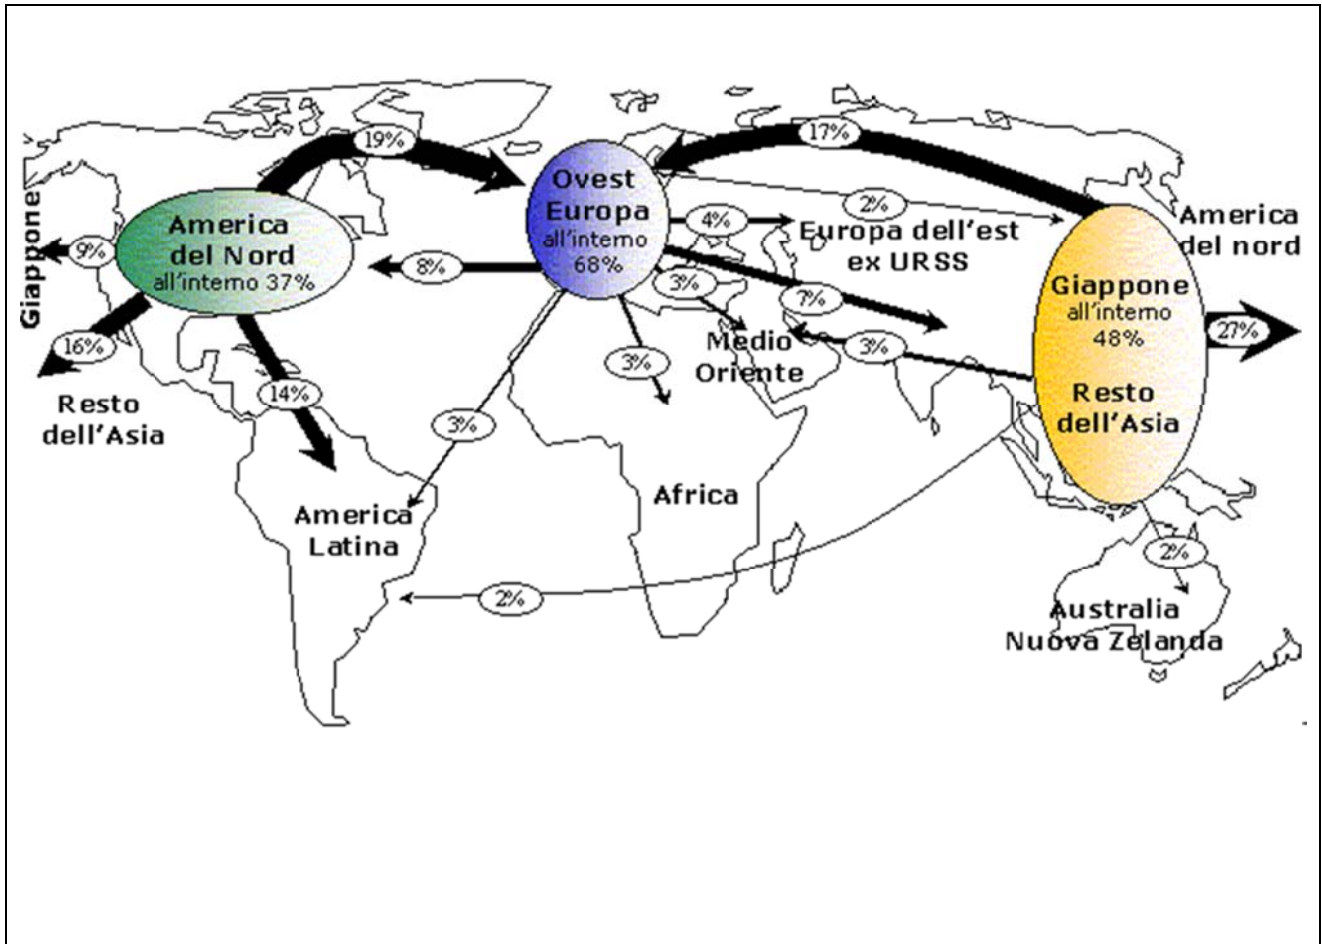 19%
17%
Ovest
Europa
all'interno
68%
4%
2%
America
del Nord
all'interno 37%
9%
Giappone
8%
Europa dell'est
ex URSS
America
del nord
3%
7%
Giappone
all'interno
48%
27%
16%
Medio
Oriente
3%
3%
Resto
dell'Asia
14%
Resto
dell'Asia
3%
Africa
America
Latina
2%
2%
Australia
Nuova Zelanda